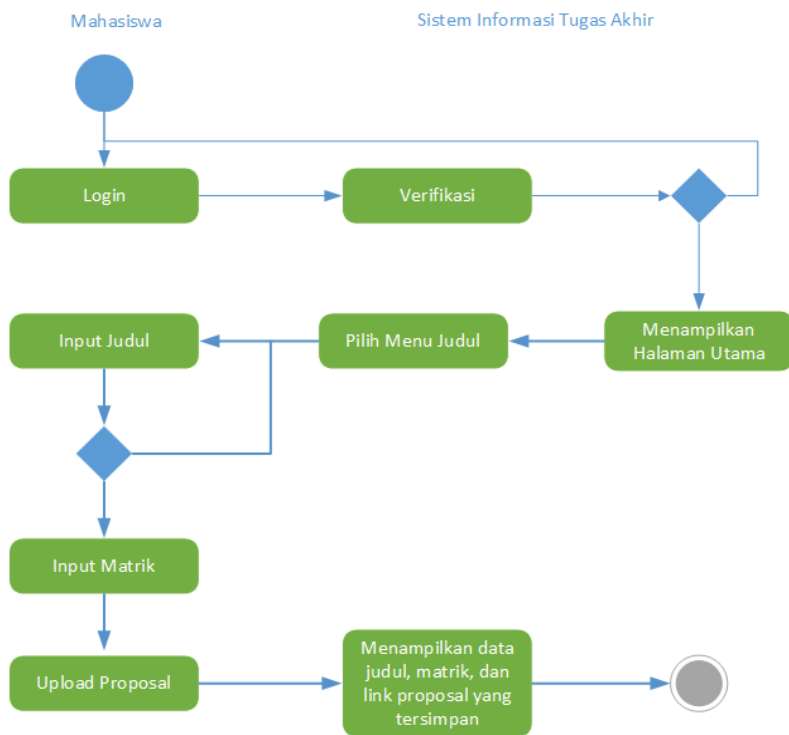 Mahasiswa
Sistem Informasi Tugas Akhir
Login
Verifikasi
Input Judul
Pilih Menu Judul
Menampilkan
Halaman Utama
Input Matrik
Upload Proposal
Menampilkan data
judul, matrik, dan
link proposal yang
tersimpan